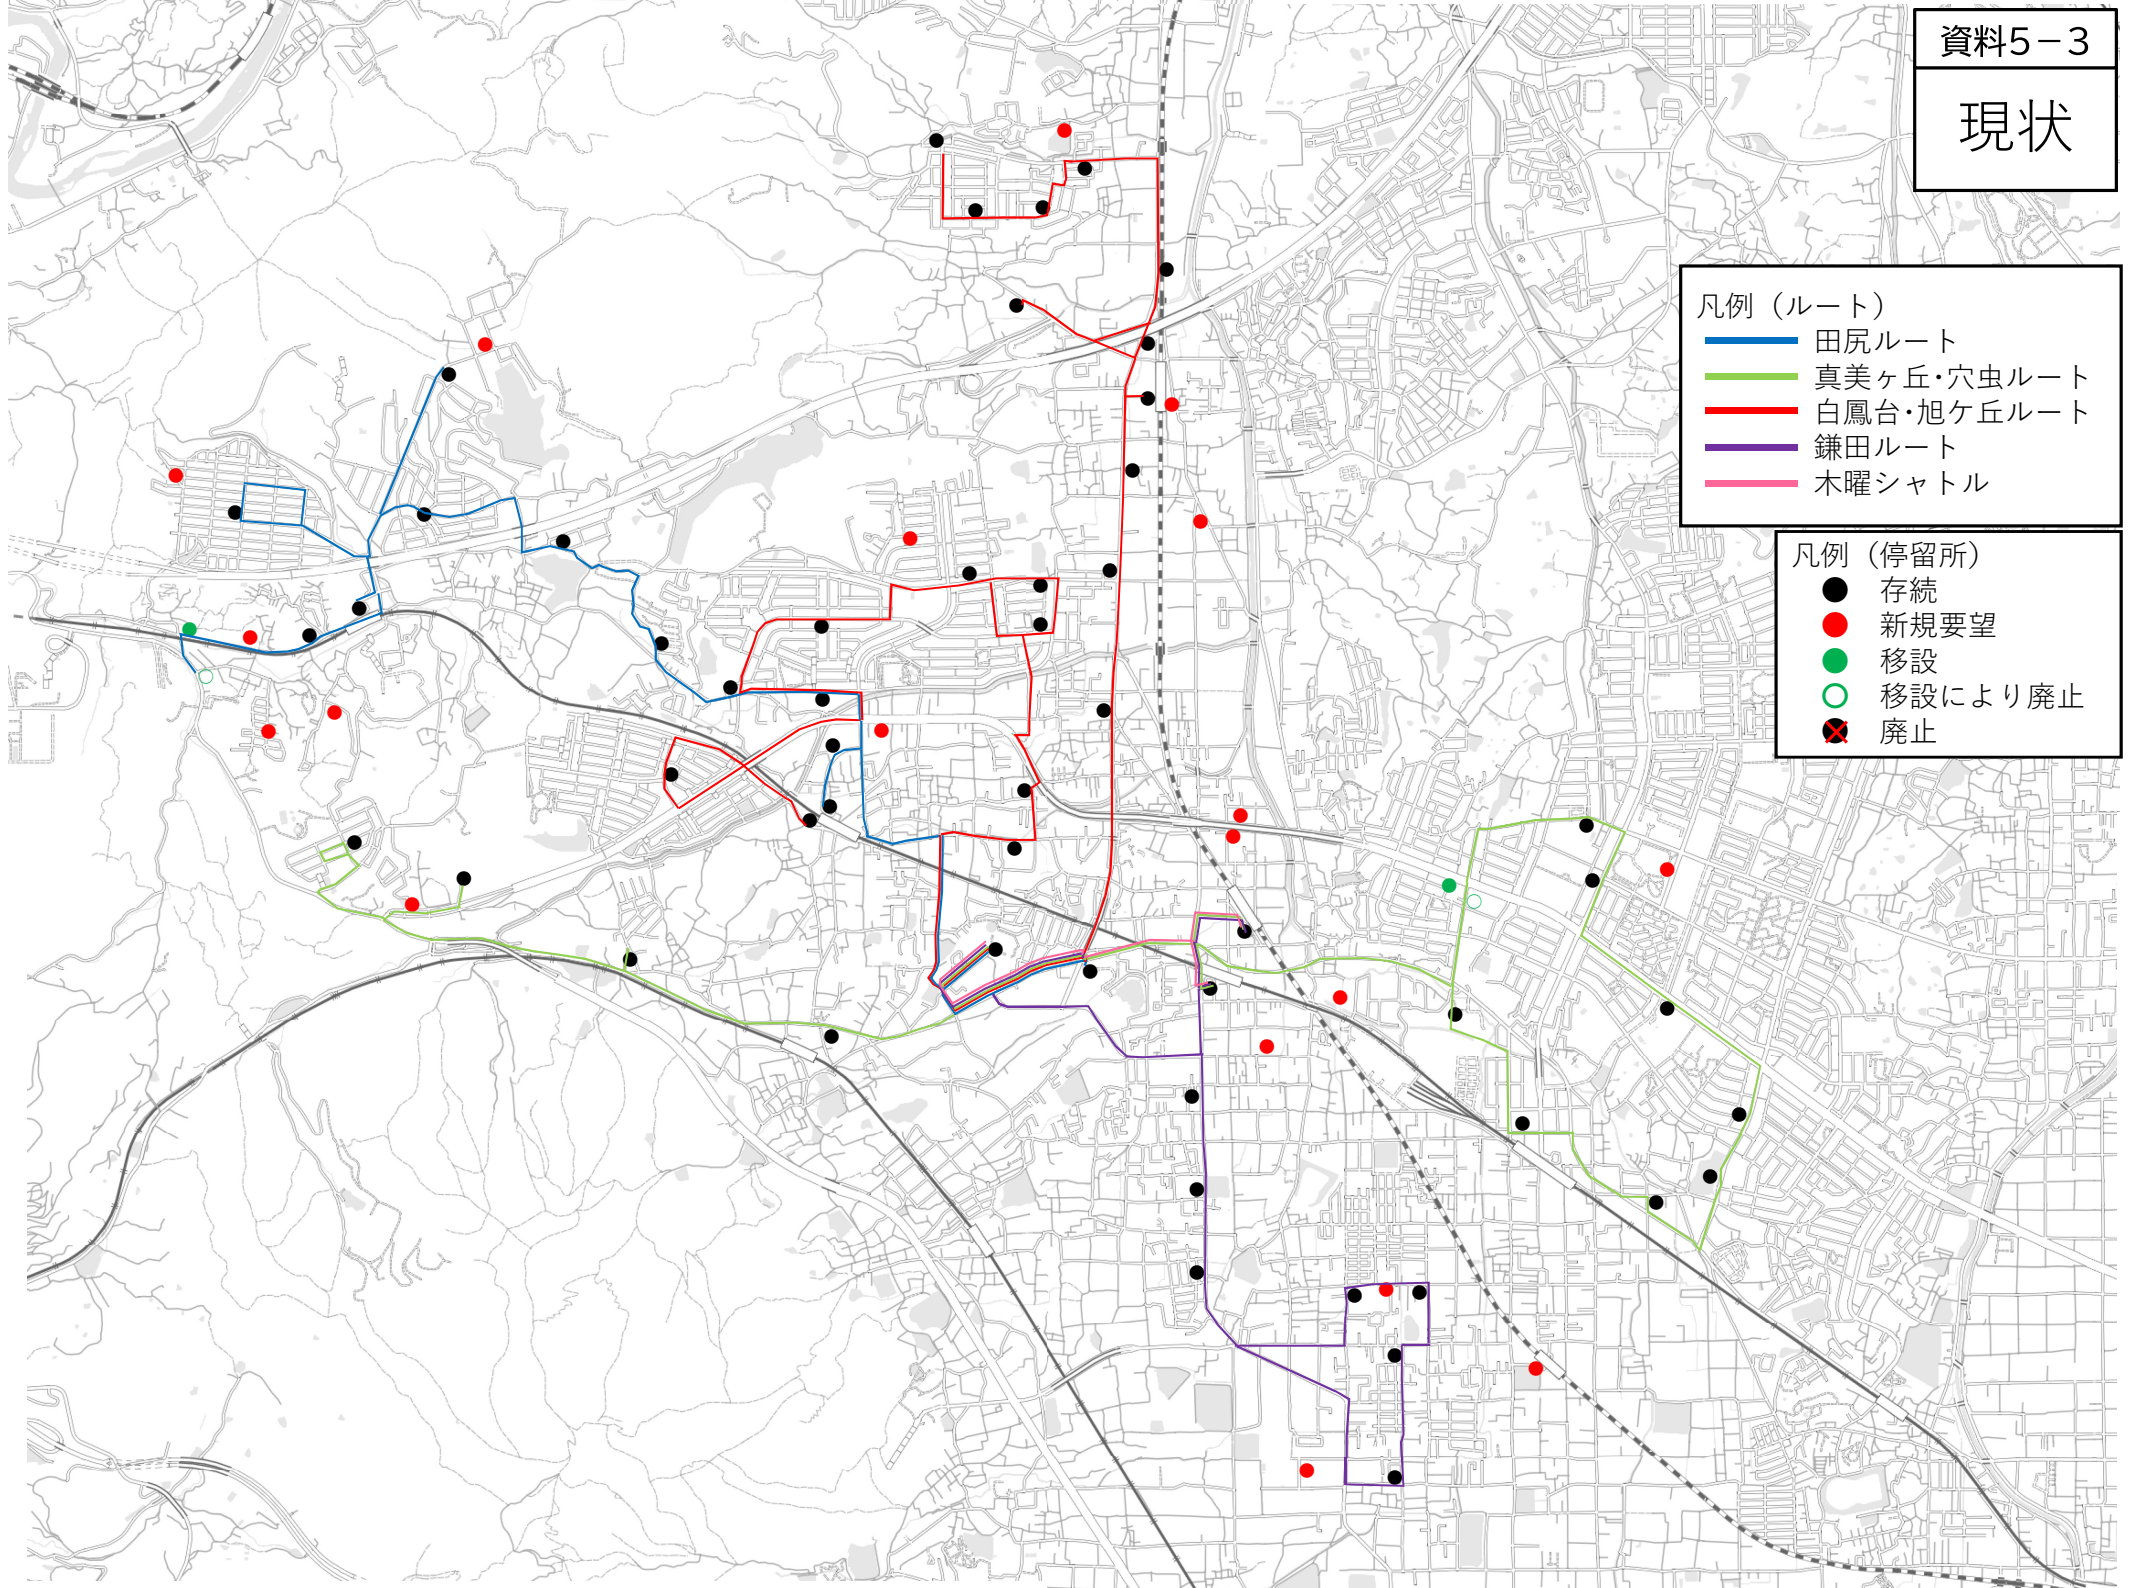 資料5−3
現状
凡例（ルート）
田尻ルート
真美ヶ丘・穴虫ルート
白鳳台・旭ケ丘ルート
鎌田ルート
木曜シャトル
凡例（停留所）
存続
新規要望
移設
移設により廃止
廃止